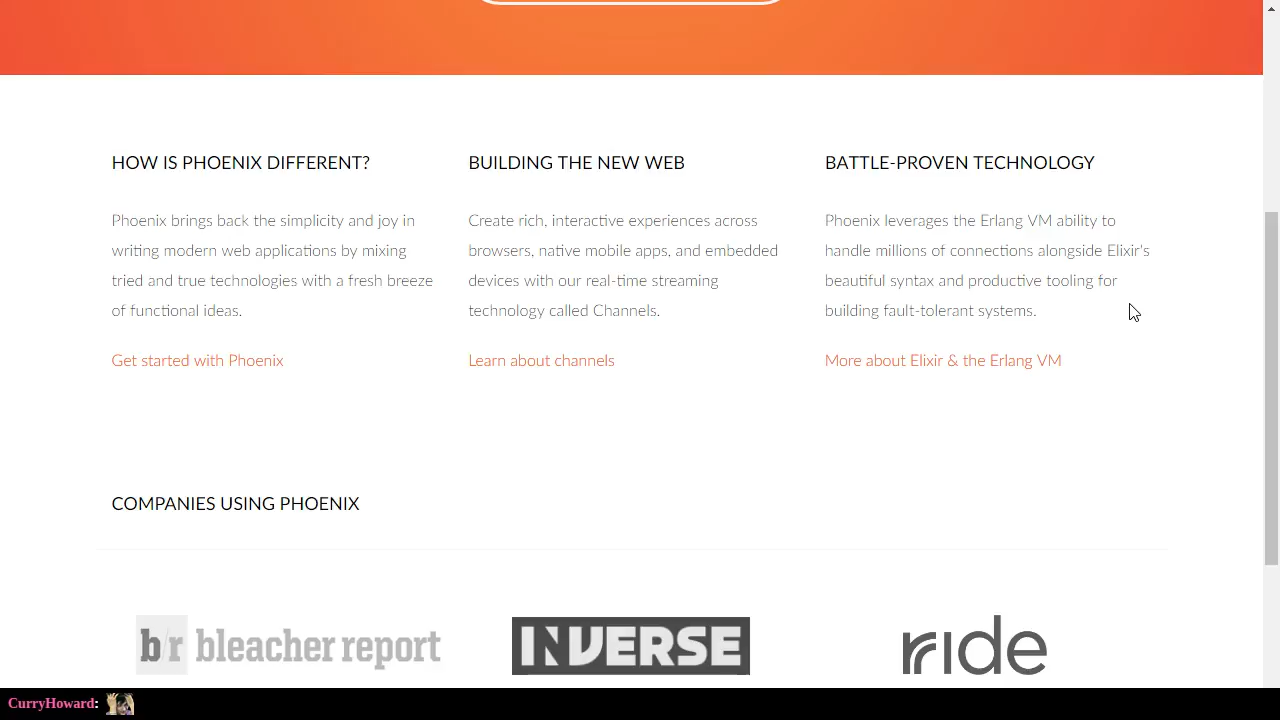 HOW IS PHOENIX DIFFERENT?
Phoenix brings back the simplicity and joy in
writing modern web applications by mixing
tried and true technologies with a fresh breeze
of functional ideas.
Get started with Phoenix
BUILDING THE NEW WEB
Create rich, interactive experiences across
browsers, native mobile apps, and embedded
devices with our real-time streaming
technology called Channels.
Learn about channels
BATTLE-PROVEN TECHNOLOGY
Phoenix leverages the Erlang VM ability to
handle millions of connections alongside Elixir's
beautiful syntax and productive tooling for
building fault-tolerant systems.
More about Elixir & the Erlang VM
COMPANIES USING PHOENIX
b/r bleacher report
INVERSE
ride
CurryHoward: